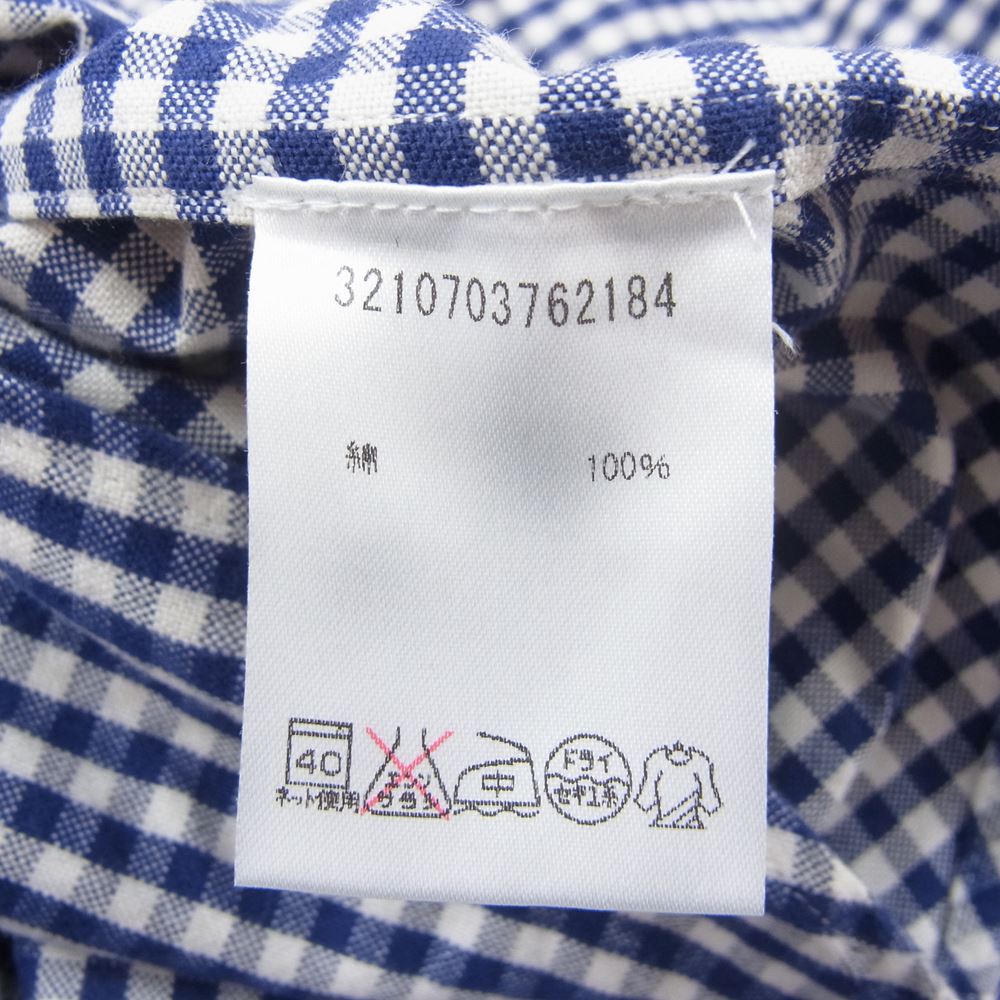 3210703762184
綿 100%
40 エンソサラシ 中 ドライ
ネット使用 セキユ系